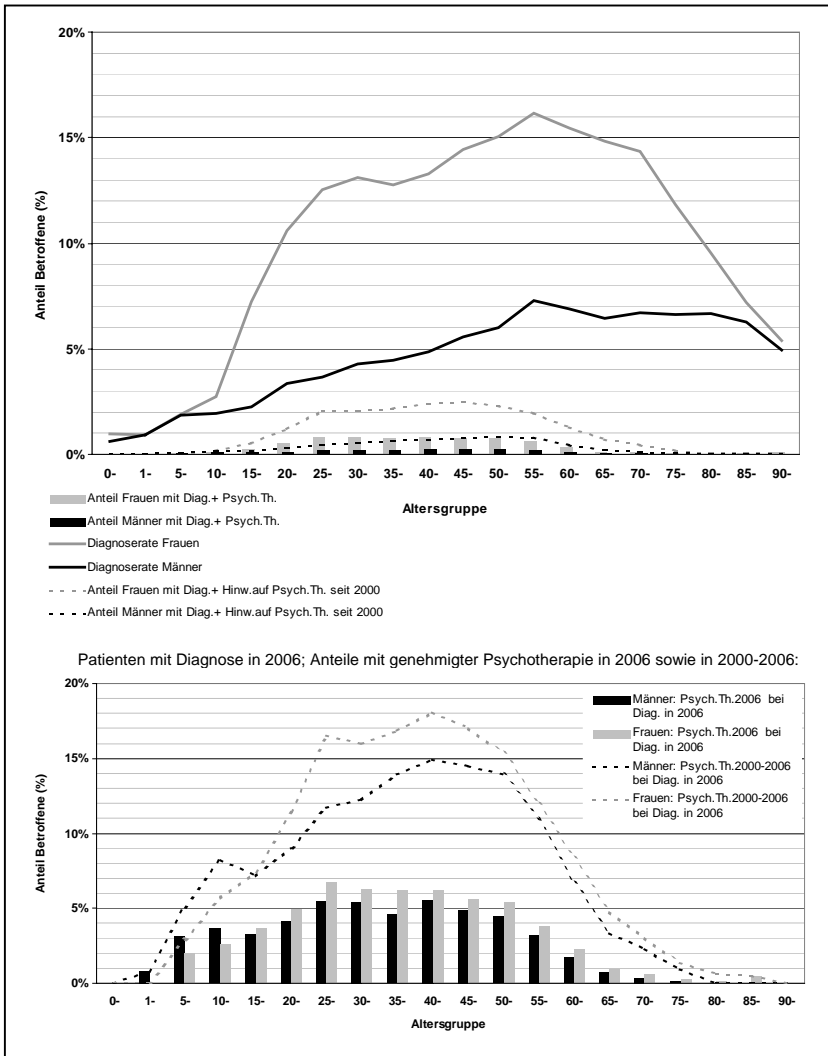 20%
15%
10%
5%
0%
Anteil Betroffene (%)
0- 1- 5- 10- 15- 20- 25- 30- 35- 40- 45- 50- 55- 60- 65- 70- 75- 80- 85- 90-
Altersgruppe
Anteil Frauen mit Diag.+ Psych.Th.
Anteil Männer mit Diag.+ Psych.Th.
Diagnoserate Frauen
Diagnoserate Männer
Anteil Frauen mit Diag.+ Hinw.auf Psych.Th. seit 2000
Anteil Männer mit Diag.+ Hinw.auf Psych.Th. seit 2000
Patienten mit Diagnose in 2006; Anteile mit genehmigter Psychotherapie in 2006 sowie in 2000-2006:
20%
15%
10%
5%
0%
Anteil Betroffene (%)
Männer: Psych.Th.2006 bei
Diag. in 2006
Frauen: Psych.Th.2006 bei
Diag. in 2006
Männer: Psych.Th.2000-2006
bei Diag. in 2006
Frauen: Psych.Th.2000-2006
bei Diag. in 2006
0- 1- 5- 10- 15- 20- 25- 30- 35- 40- 45- 50- 55- 60- 65- 70- 75- 80- 85- 90-
Altersgruppe